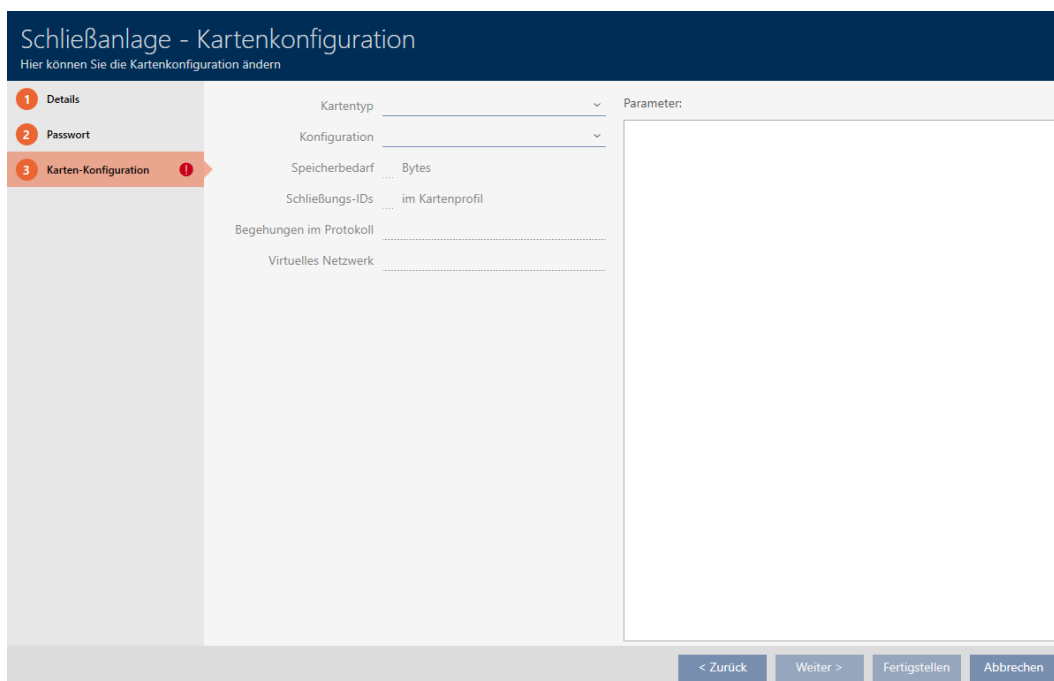 Schließanlage - Kartenkonfiguration
Hier können Sie die Kartenkonfiguration ändern
1 Details
2 Passwort
3 Karten-Konfiguration !
Kartentyp
Konfiguration
Speicherbedarf .... Bytes
Schließungs-IDs .... im Kartenprofil
Begehungen im Protokoll
Virtuelles Netzwerk
Parameter:
< Zurück Weiter > Fertigstellen Abbrechen